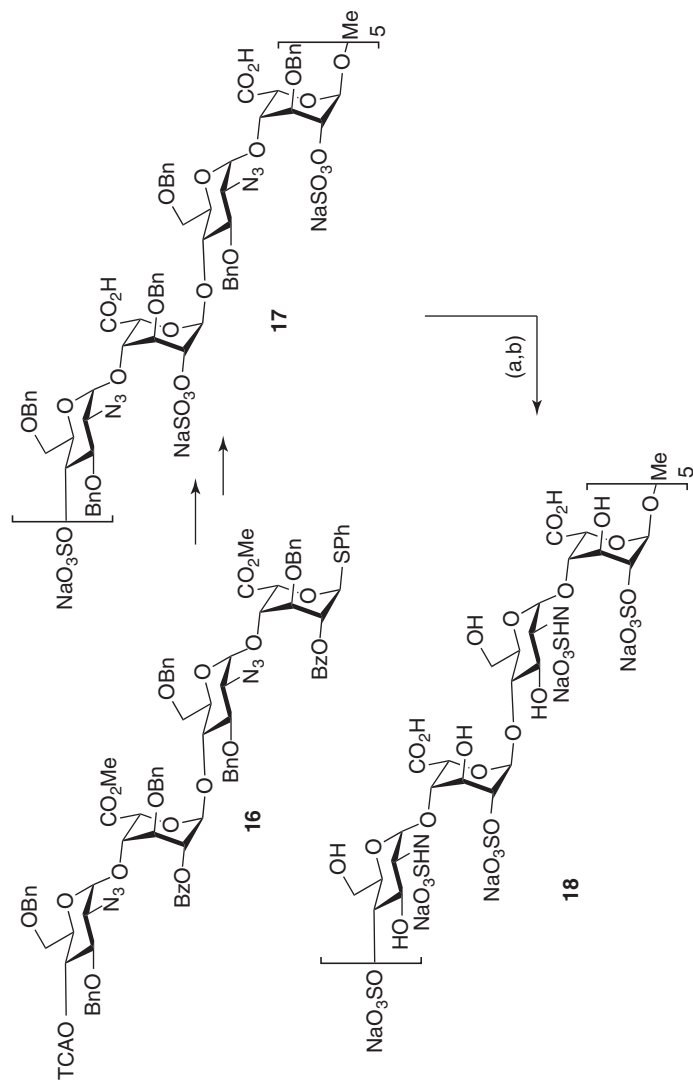 TCAO
BnO
OBn
O
N₃
O
BzO
CO₂Me
OBn
O
O
BnO
OBn
O
N₃
O
BzO
CO₂Me
OBn
O
SPh
16
NaO₃SO
BnO
OBn
O
N₃
O
NaSO₃O
CO₂H
OBn
O
O
BnO
OBn
O
N₃
O
NaSO₃O
CO₂H
OBn
O
O
Me
5
17
(a,b)
NaO₃SO
HO
OH
O
NaO₃SHN
O
NaO₃SO
CO₂H
OH
O
O
HO
OH
O
NaO₃SHN
O
NaO₃SO
CO₂H
OH
O
O
Me
5
18